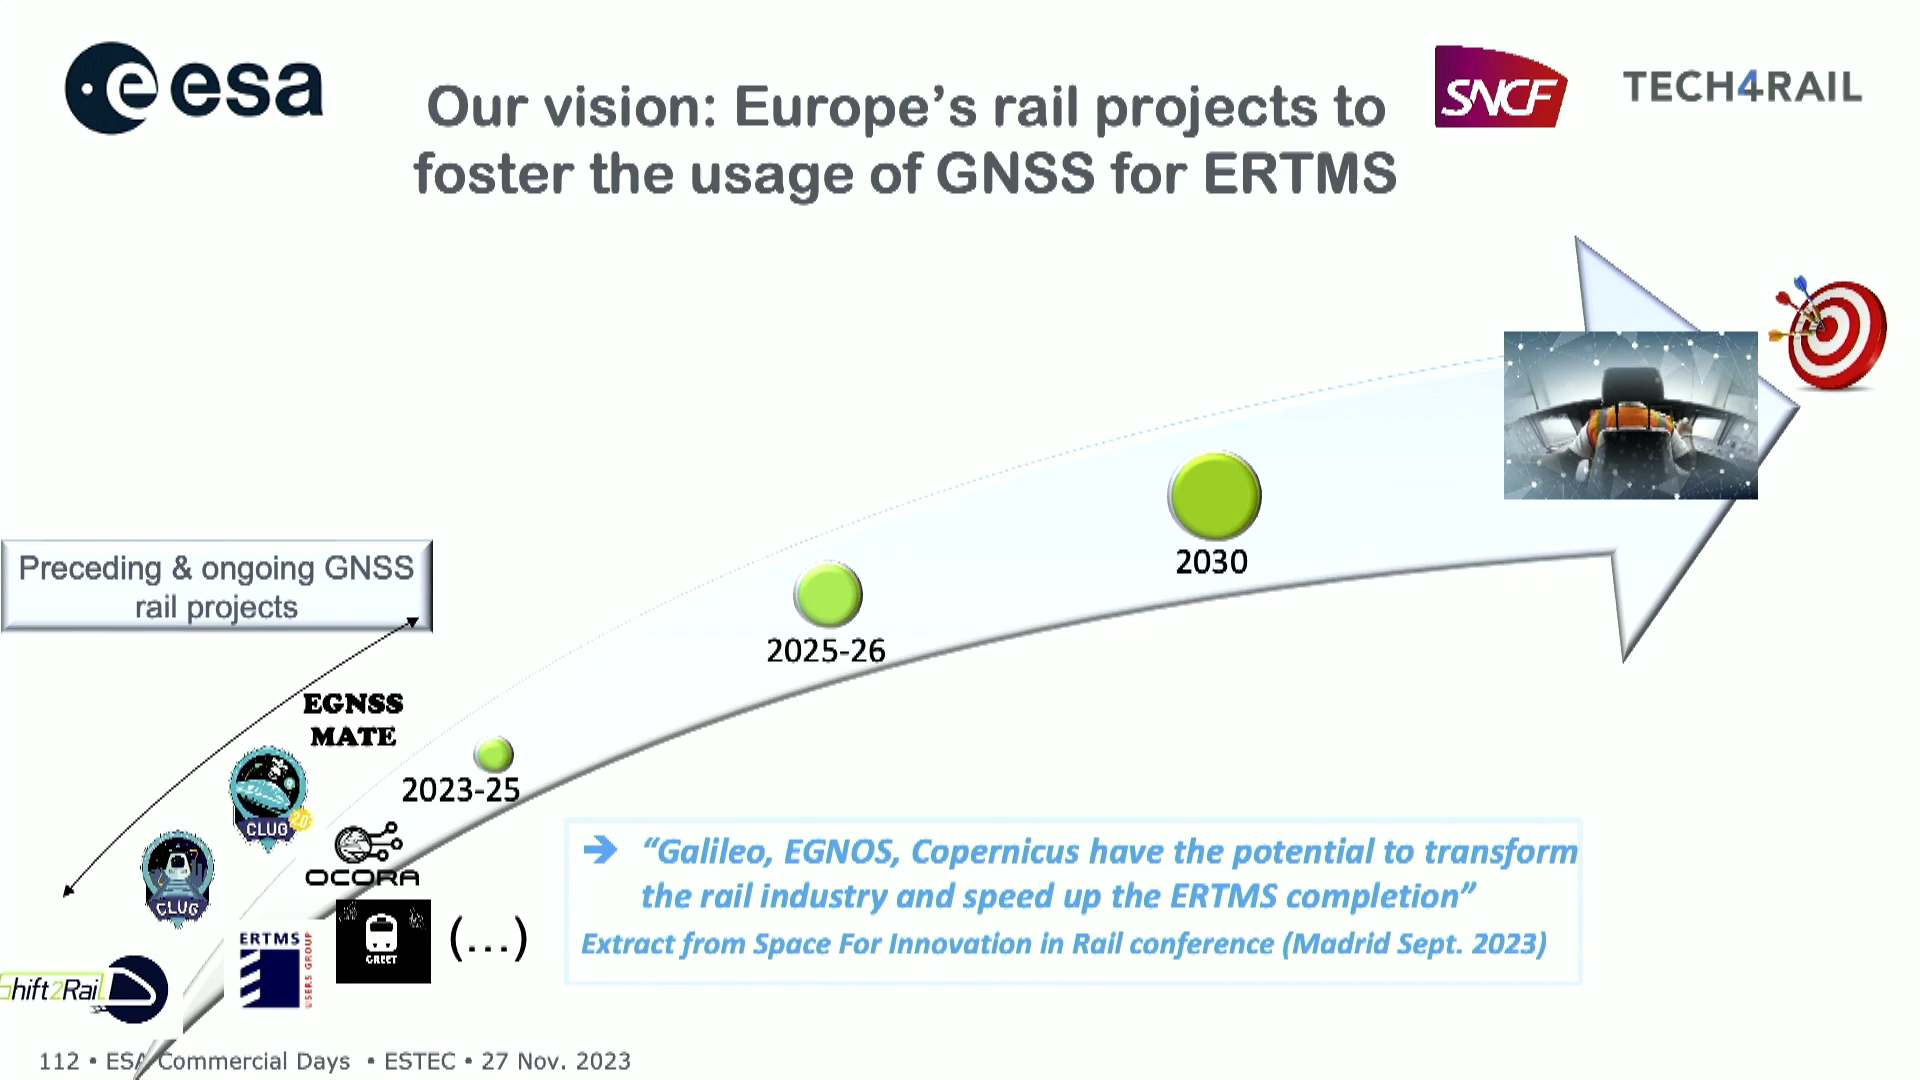 esa
Our vision: Europe's rail projects to
foster the usage of GNSS for ERTMS
SNCF
TECH4RAIL
2030
Preceding & ongoing GNSS
rail projects
2025-26
EGNSS
MATE
2023-25
CLUG 2.0
CLUG
OCORA
➔ “Galileo, EGNOS, Copernicus have the potential to transform
the rail industry and speed up the ERTMS completion”
Extract from Space For Innovation in Rail conference (Madrid Sept. 2023)
ERTMS
USERS GROUP
GREET
(...)
Shift2Rail
112 • ESA Commercial Days • ESTEC • 27 Nov. 2023